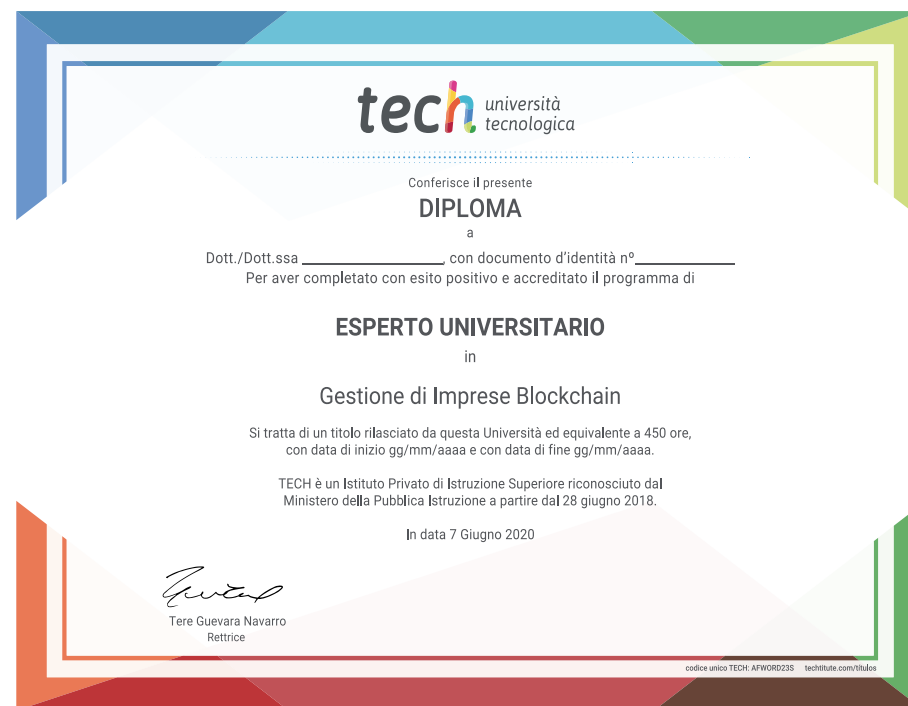 tech università
tecnologica
Conferisce il presente
DIPLOMA
a
Dott./Dott.ssa ____________________, con documento d'identità nº______________
Per aver completato con esito positivo e accreditato il programma di
ESPERTO UNIVERSITARIO
in
Gestione di Imprese Blockchain
Si tratta di un titolo rilasciato da questa Università ed equivalente a 450 ore,
con data di inizio gg/mm/aaaa e con data di fine gg/mm/aaaa.
TECH è un Istituto Privato di Istruzione Superiore riconosciuto dal
Ministero della Pubblica Istruzione a partire dal 28 giugno 2018.
In data 7 Giugno 2020
Tere Guevara Navarro
Rettrice
codice unico TECH: AFWORD23S techtitute.com/títulos